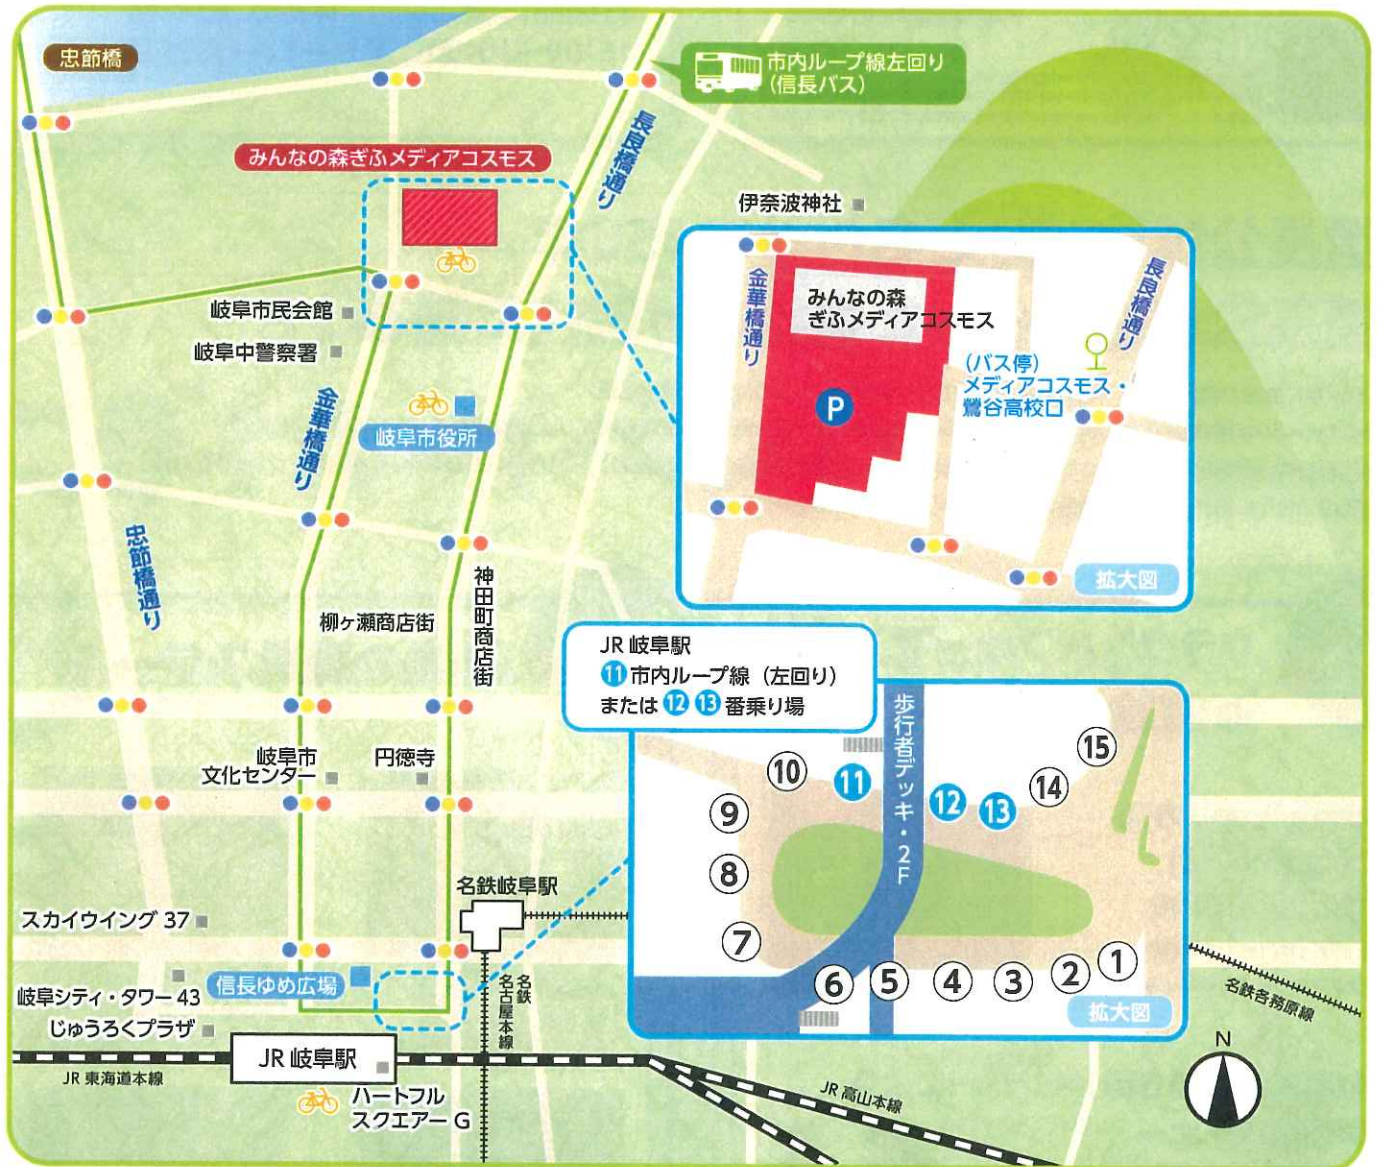 忠節橋
市内ループ線左回り
(信長バス)
みんなの森ぎふメディアコスモス
長良橋通り
伊奈波神社
金華橋通り
みんなの森
ぎふメディアコスモス
長良橋通り
(バス停)
メディアコスモス・
鶯谷高校口
P
拡大図
岐阜市民会館
岐阜中警察署
金華橋通り
岐阜市役所
忠節橋通り
柳ヶ瀬商店街
神田町商店街
JR 岐阜駅
⑪市内ループ線（左回り）
または⑫ ⑬番乗り場
歩行者デッキ・2F
⑮
⑭
⑬
⑫
⑪
⑩
⑨
⑧
⑦
⑥
⑤
④
③
②
①
拡大図
岐阜市
文化センター
円徳寺
名鉄岐阜駅
スカイウイング 37
岐阜シティ・タワー 43
信長ゆめ広場
じゅうろくプラザ
名鉄
名古屋本線
名鉄各務原線
JR 岐阜駅
JR 東海道本線
ハートフル
スクエアー G
JR 高山本線
N